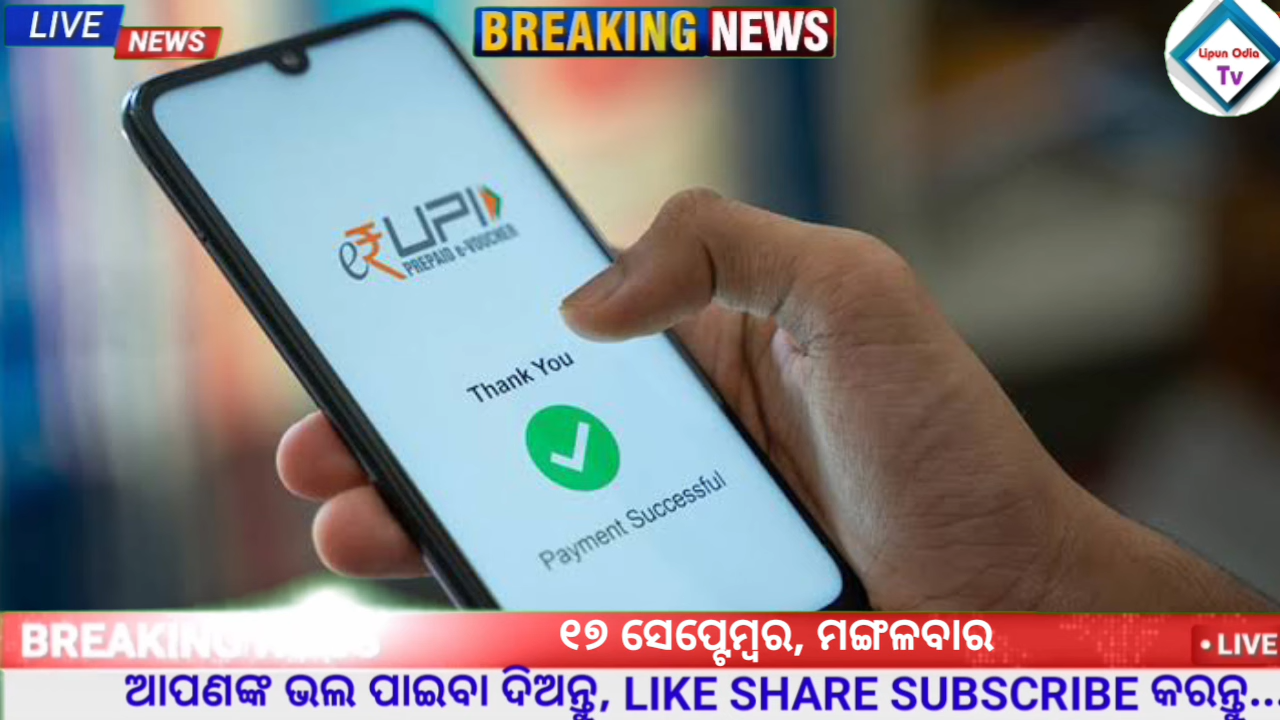 LIVE
NEWS
BREAKING NEWS
Lipun Odia
Tv
e₹UPI
PREPAID e-VOUCHER
Thank You
Payment Successful
BREAKING NEWS
୧୭ ସେପ୍ଟେମ୍ବର, ମଙ୍ଗଳବାର
• LIVE
ଆପଣଙ୍କ ଭଲ ପାଇବା ଦିଅନ୍ତୁ, LIKE SHARE SUBSCRIBE କରନ୍ତୁ...